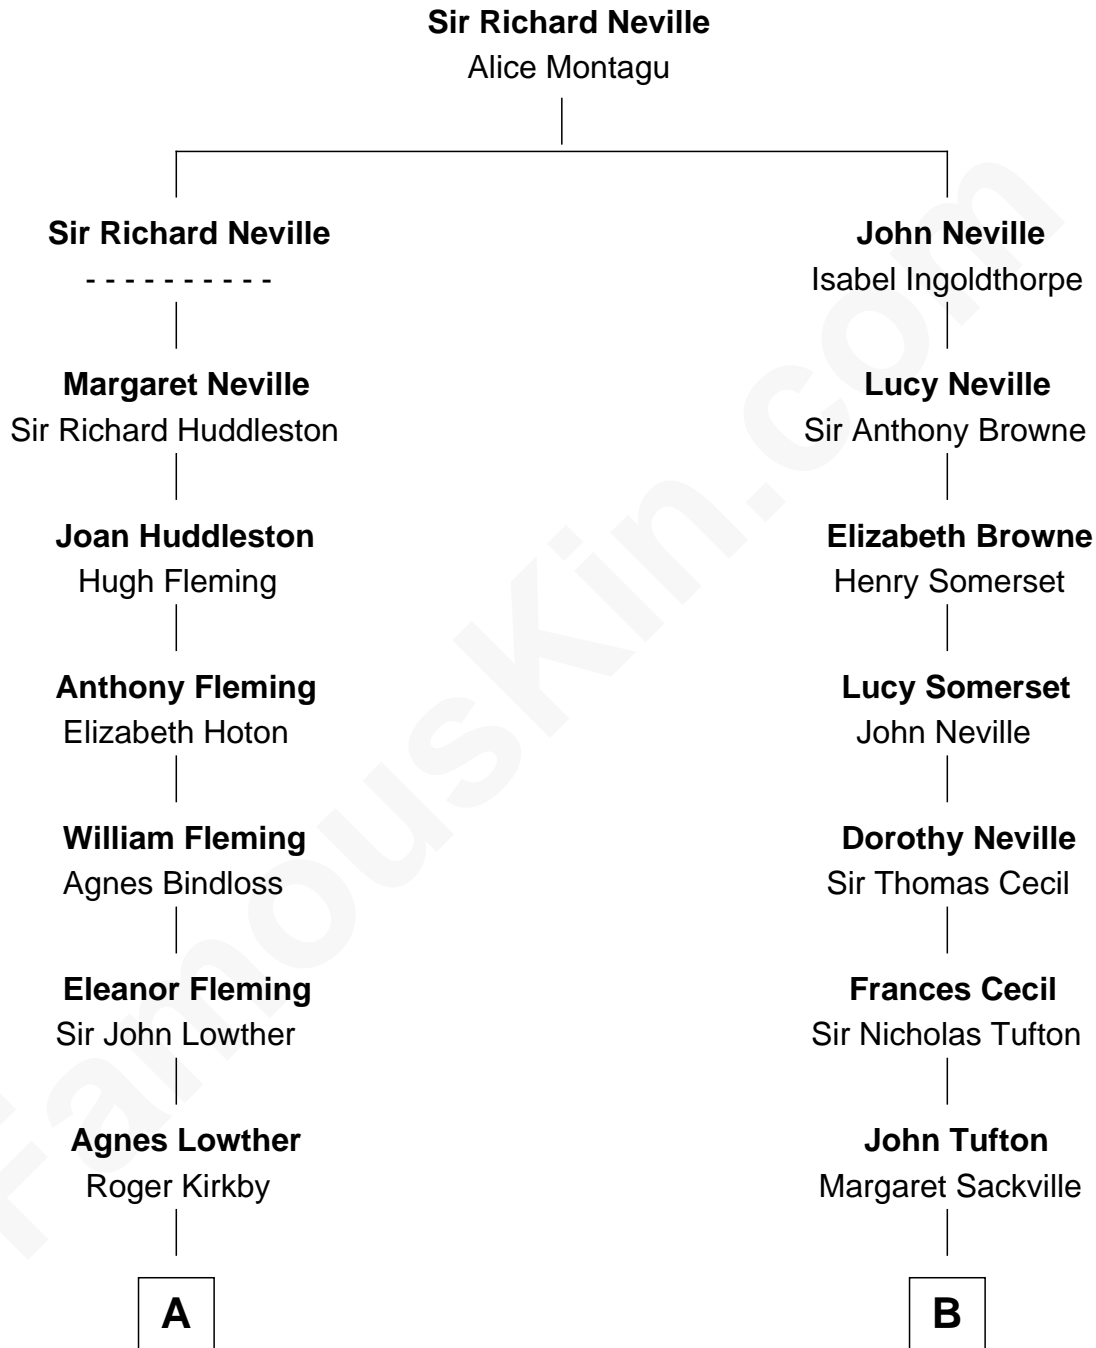 Sir Richard Neville
Alice Montagu
Sir Richard Neville
- - - - - - - - - -
Margaret Neville
Sir Richard Huddleston
Joan Huddleston
Hugh Fleming
Anthony Fleming
Elizabeth Hoton
William Fleming
Agnes Bindloss
Eleanor Fleming
Sir John Lowther
Agnes Lowther
Roger Kirkby
A
John Neville
Isabel Ingoldthorpe
Lucy Neville
Sir Anthony Browne
Elizabeth Browne
Henry Somerset
Lucy Somerset
John Neville
Dorothy Neville
Sir Thomas Cecil
Frances Cecil
Sir Nicholas Tufton
John Tufton
Margaret Sackville
B
FamousKin.com